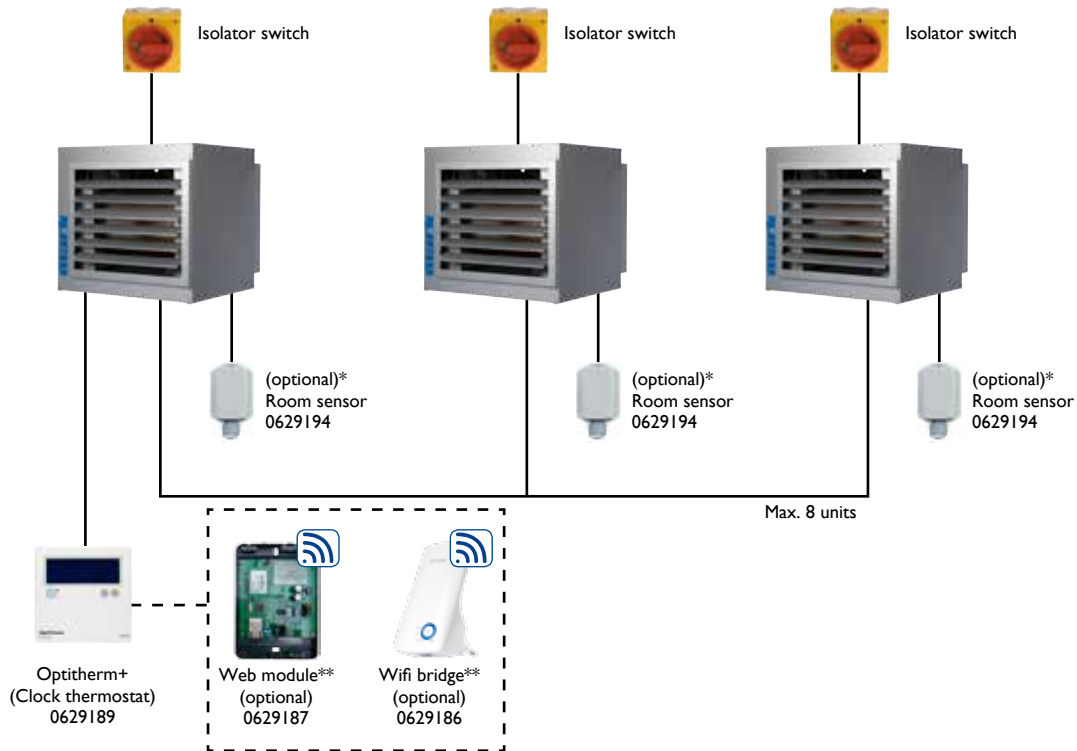 Isolator switch
Isolator switch
Isolator switch
(optional)*
Room sensor
0629194
(optional)*
Room sensor
0629194
(optional)*
Room sensor
0629194
Max. 8 units
Optitherm+
(Clock thermostat)
0629189
Web module**
(optional)
0629187
Wifi bridge**
(optional)
0629186